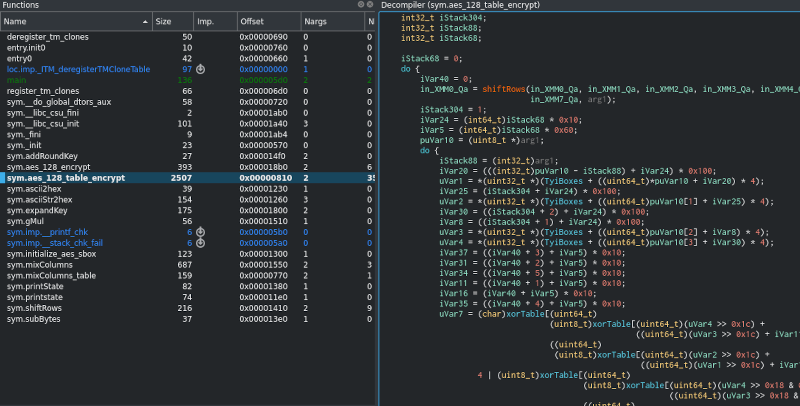 Functions
Name Size Imp. Offset Nargs N
deregister_tm_clones 50 0x00000690 0 0
entry.init0 10 0x00000760 0 0
entry0 42 0x00000660 1 0
loc.imp._ITM_deregisterTMCloneTable 97 0x00000000 1 0
main 136 0x000005d0 2 0
register_tm_clones 66 0x000006d0 0 0
sym.__do_global_dtors_aux 58 0x00000720 0 0
sym.__libc_csu_fini 2 0x00001ab0 0 0
sym.__libc_csu_init 101 0x00001a40 3 0
sym._fini 9 0x00001ab4 0 0
sym._init 23 0x00000570 0 0
sym.addRoundKey 27 0x000014f0 2 0
sym.aes_128_encrypt 393 0x000018b0 2 6
sym.aes_128_table_encrypt 2507 0x00000810 2 35
sym.ascii2hex 39 0x00001230 1 0
sym.asciiStr2hex 154 0x00001260 3 0
sym.expandKey 175 0x00001800 2 0
sym.gMul 56 0x00001510 1 0
sym.imp.__printf_chk 6 0x000005b0 0 0
sym.imp.__stack_chk_fail 6 0x000005a0 0 0
sym.initialize_aes_sbox 123 0x00001300 1 0
sym.mixColumns 687 0x00001550 2 3
sym.mixColumns_table 159 0x00000770 2 1
sym.printState 82 0x00001380 1 0
sym.printstate 74 0x000011e0 1 0
sym.shiftRows 216 0x00001410 2 9
sym.subBytes 37 0x000013e0 1 0
Decompiler (sym.aes_128_table_encrypt)
int32_t iStack304;
int32_t iStack88;
int32_t iStack68;
iStack68 = 0;
do {
iVar40 = 0;
in_XMM0_Qa = shiftRows(in_XMM0_Qa, in_XMM1_Qa, in_XMM2_Qa, in_XMM3_Qa, in_XMM4_Q
in_XMM7_Qa, arg1);
iStack304 = 1;
iVar24 = (int64_t)iStack68 * 0x10;
iVar5 = (int64_t)iStack68 * 0x60;
puVar10 = (uint8_t *)arg1;
do {
iStack88 = (int32_t)arg1;
iVar20 = (((int32_t)puVar10 - iStack88) + iVar24) * 0x100;
uVar1 = *(uint32_t *)(TyiBoxes + ((uint64_t)*puVar10 + iVar20) * 4);
iVar25 = (iStack304 + iVar24) * 0x100;
uVar2 = *(uint32_t *)(TyiBoxes + ((uint64_t)puVar10[1] + iVar25) * 4);
iVar30 = ((iStack304 + 2) + iVar24) * 0x100;
iVar8 = ((iStack304 + 1) + iVar24) * 0x100;
uVar3 = *(uint32_t *)(TyiBoxes + ((uint64_t)puVar10[2] + iVar8) * 4);
uVar4 = *(uint32_t *)(TyiBoxes + ((uint64_t)puVar10[3] + iVar30) * 4);
iVar37 = ((iVar40 + 3) + iVar5) * 0x10;
iVar31 = ((iVar40 + 2) + iVar5) * 0x10;
iVar34 = ((iVar40 + 5) + iVar5) * 0x10;
iVar11 = ((iVar40 + 1) + iVar5) * 0x10;
iVar16 = (iVar40 + iVar5) * 0x10;
iVar35 = ((iVar40 + 4) + iVar5) * 0x10;
uVar7 = (char)xorTable[(uint64_t)
(uint8_t)xorTable[(uint64_t)(uVar4 >> 0x1c) +
((uint64_t)(uVar3 >> 0x1c) + iVar11
((uint64_t)
(uint8_t)xorTable[(uint64_t)(uVar2 >> 0x1c) +
((uint64_t)(uVar1 >> 0x1c) + iVar1
4 | (uint8_t)xorTable[(uint64_t)
(uint8_t)xorTable[(uint64_t)(uVar4 >> 0x18 & 0
((uint64_t)(uVar3 >> 0x18 &
((uint64_t)